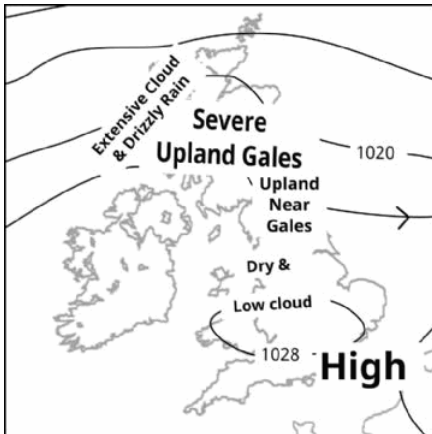 Extensive Cloud
& Drizzly Rain
Severe
Upland Gales
1020
Upland
Near
Gales
Dry &
Low cloud
1028
High